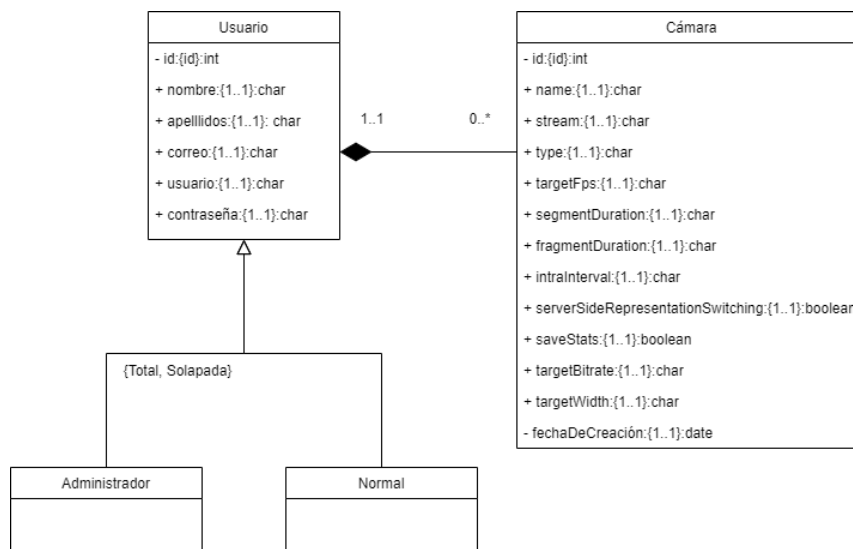 Usuario
- id:{id}:int
+ nombre:{1..1}:char
+ apelllidos:{1..1}: char
+ correo:{1..1}:char
+ usuario:{1..1}:char
+ contraseña:{1..1}:char
1..1
0..*
Cámara
- id:{id}:int
+ name:{1..1}:char
+ stream:{1..1}:char
+ type:{1..1}:char
+ targetFps:{1..1}:char
+ segmentDuration:{1..1}:char
+ fragmentDuration:{1..1}:char
+ intraInterval:{1..1}:char
+ serverSideRepresentationSwitching:{1..1}:boolean
+ saveStats:{1..1}:boolean
+ targetBitrate:{1..1}:char
+ targetWidth:{1..1}:char
- fechaDeCreación:{1..1}:date
{Total, Solapada}
Administrador
Normal